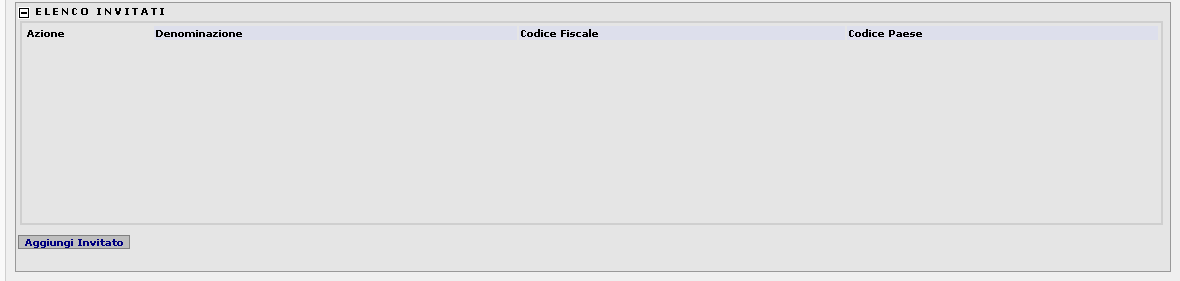 ELENCO INVITATI
Azione Denominazione Codice Fiscale Codice Paese
Aggiungi Invitato